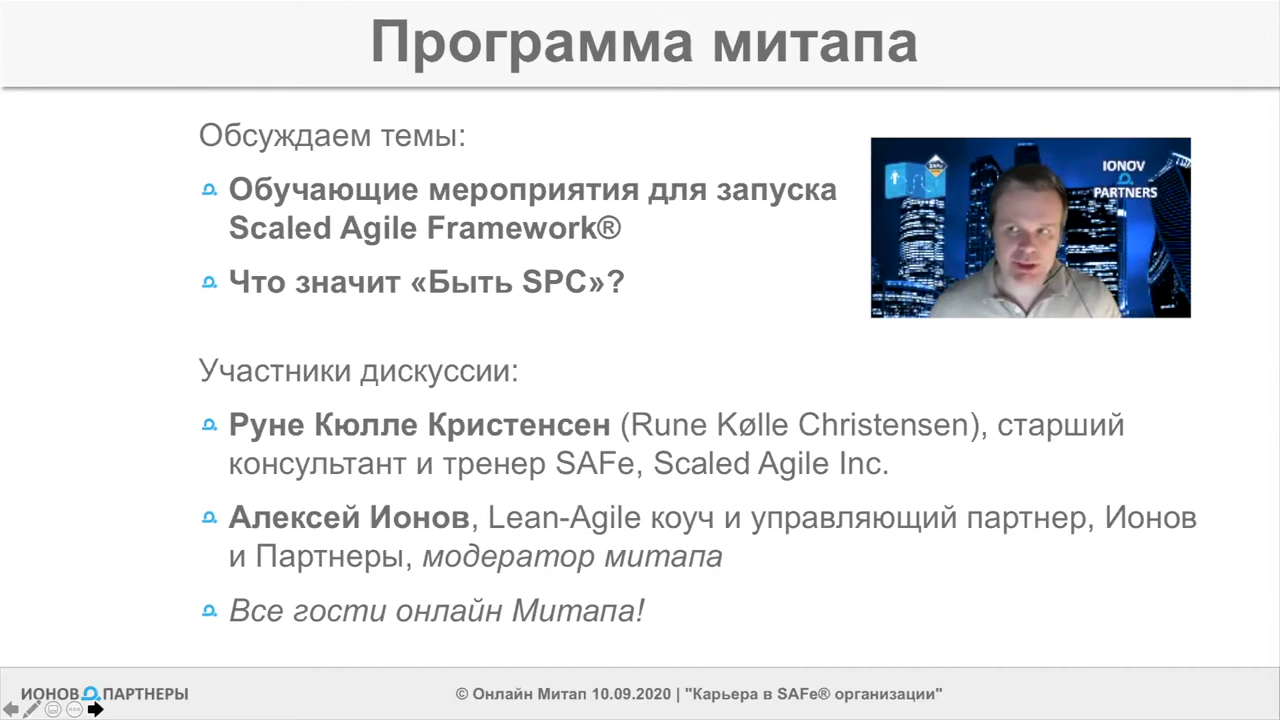 Программа митапа
Обсуждаем темы:
Обучающие мероприятия для запуска
Scaled Agile Framework®
Что значит «Быть SPC»?
SAFe
IONOV
PARTNERS
Участники дискуссии:
Руне Кюлле Кристенсен (Rune Kølle Christensen), старший
консультант и тренер SAFe, Scaled Agile Inc.
Алексей Ионов, Lean-Agile коуч и управляющий партнер, Ионов
и Партнеры, модератор митапа
Все гости онлайн Митапа!
ИОНОВ ПАРТНЕРЫ
© Онлайн Митап 10.09.2020 | "Карьера в SAFe® организации"